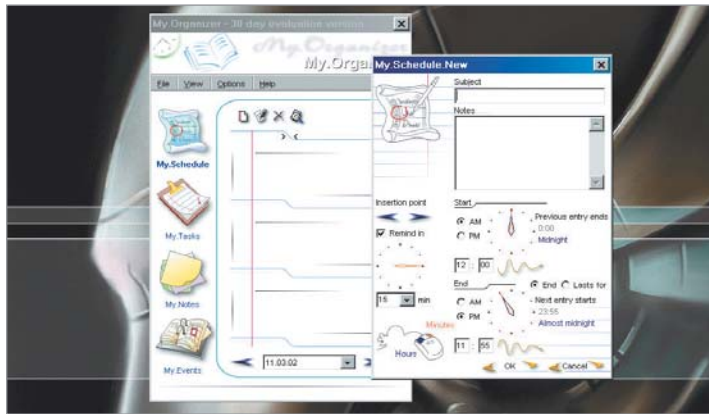 My Organizer - 30 day evaluation version
My.Organizer
My.Orga
File View Options Help
My.Schedule
My.Tasks
My.Notes
My.Events
11.03.02
My.Schedule.New
Subject
Notes
Insertion point
Remind in
15 min
Start
AM
PM
Previous entry ends
0:00
Midnight
12 : 00
End
End Lasts for
AM
PM
Next entry starts
23:55
Almost midnight
11 : 55
Minutes
Hours
OK Cancel